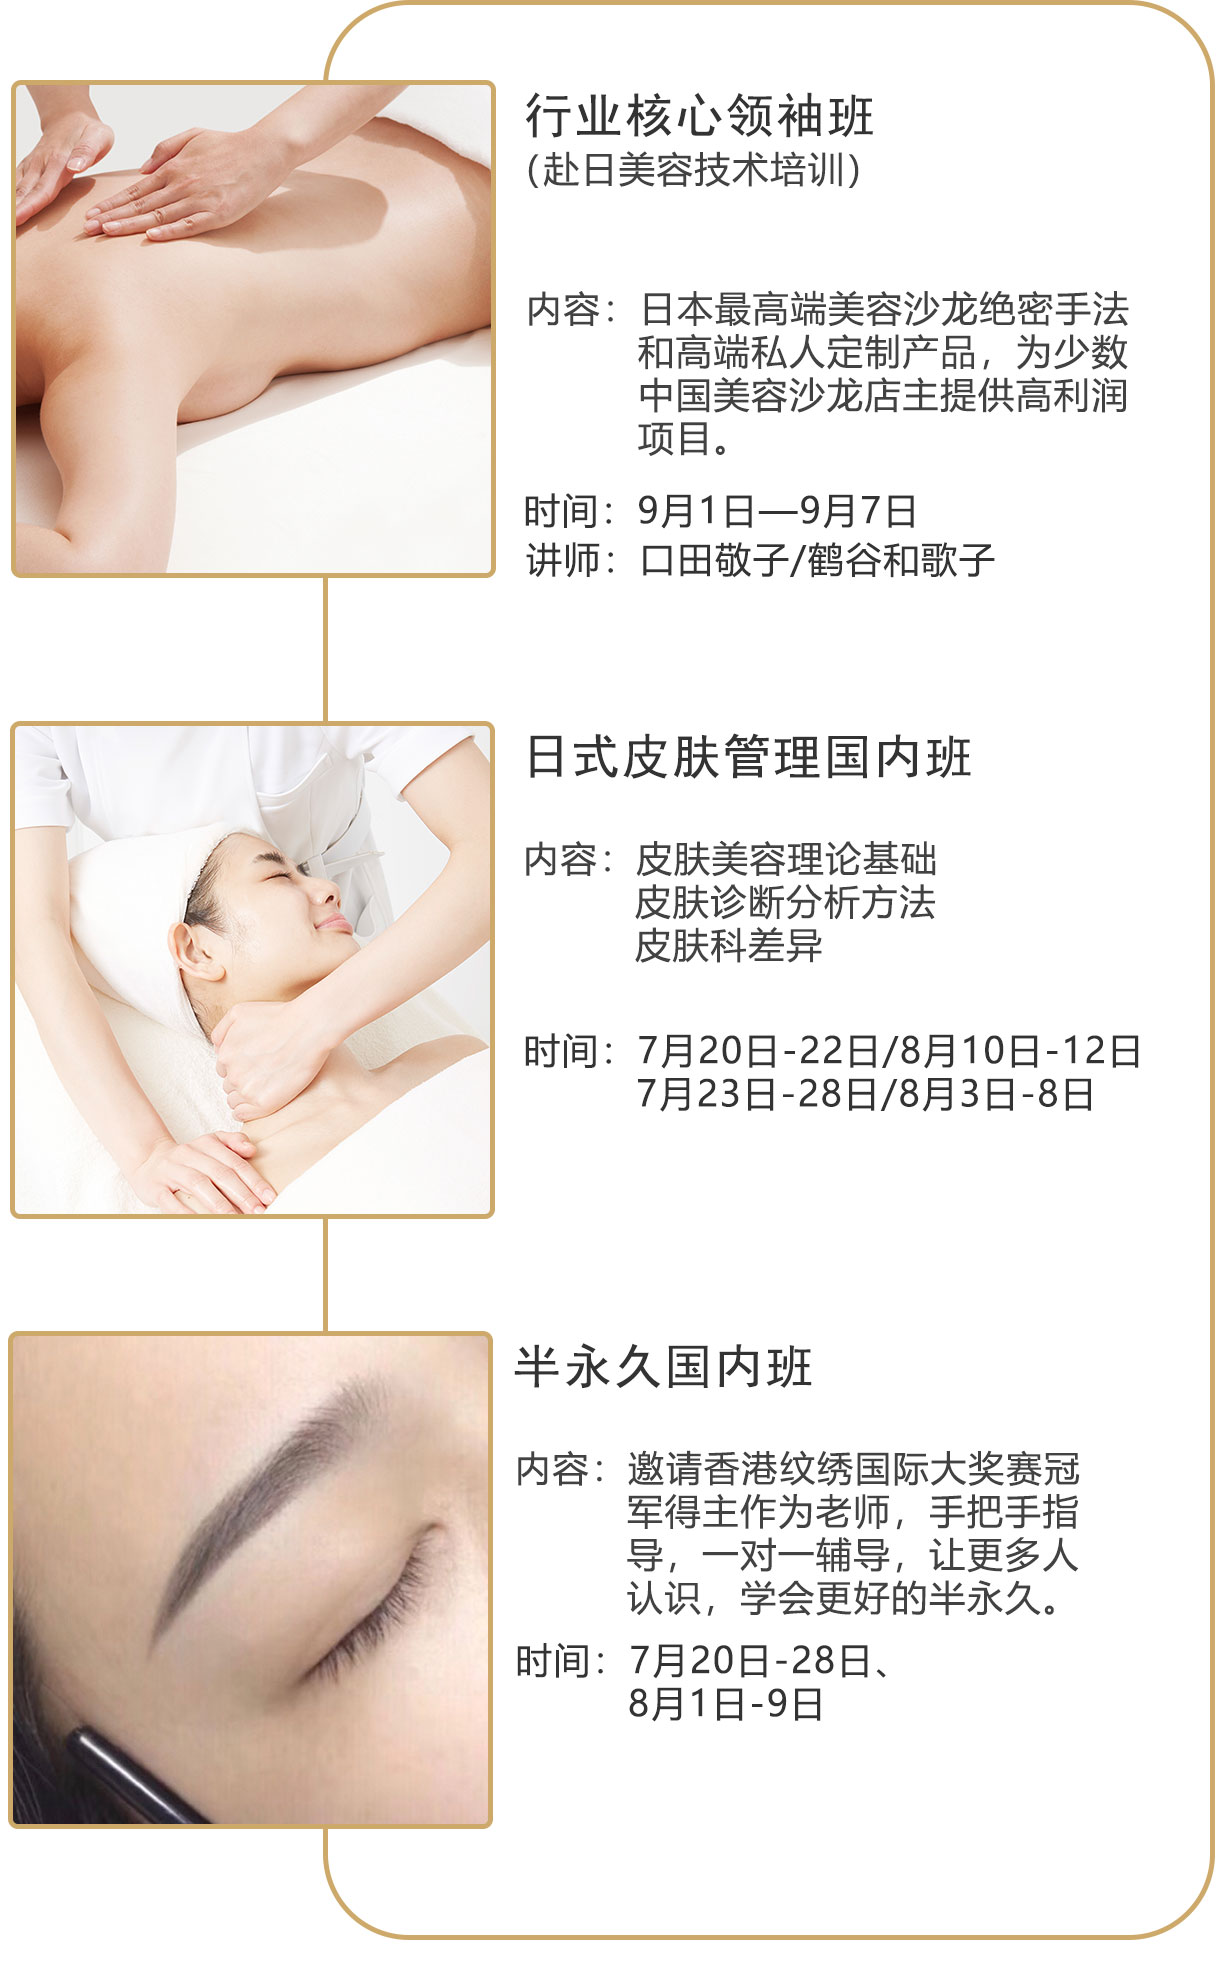 行业核心领袖班
（赴日美容技术培训）
内容：日本最高端美容沙龙绝密手法
和高端私人定制产品，为少数
中国美容沙龙店主提供高利润
项目。
时间：9月1日—9月7日
讲师：口田敬子/鹤谷和歌子
日式皮肤管理国内班
内容：皮肤美容理论基础
皮肤诊断分析方法
皮肤科差异
时间：7月20日-22日/8月10日-12日
7月23日-28日/8月3日-8日
半永久国内班
内容：邀请香港纹绣国际大奖赛冠
军得主作为老师，手把手指
导，一对一辅导，让更多人
认识，学会更好的半永久。
时间：7月20日-28日、
8月1日-9日